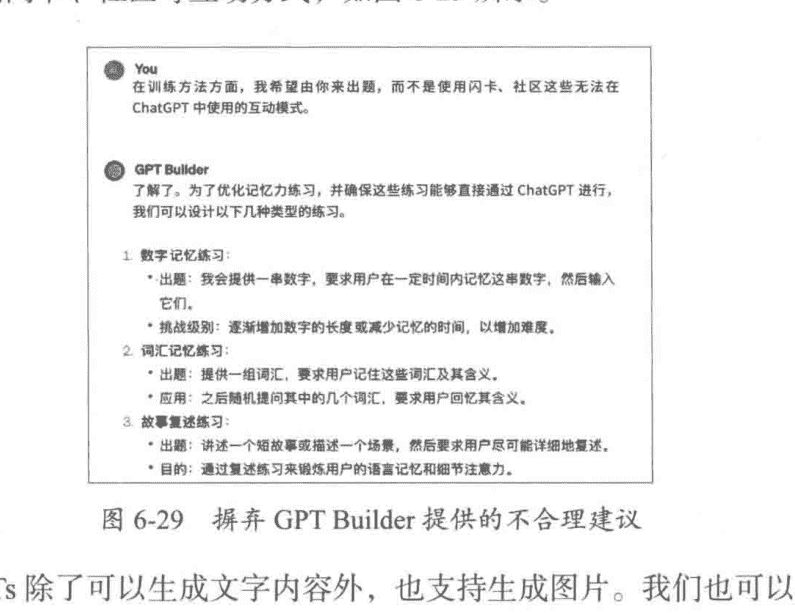 如图 6-29 所示。
You
在训练方法方面，我希望由你来出题，而不是使用闪卡、社区这些无法在
ChatGPT 中使用的互动模式。
GPT Builder
了解了。为了优化记忆力练习，并确保这些练习能够直接通过 ChatGPT 进行，
我们可以设计以下几种类型的练习。
1. 数字记忆练习：
• 出题：我会提供一串数字，要求用户在一定时间内记忆这串数字，然后输入
它们。
• 挑战级别：逐渐增加数字的长度或减少记忆的时间，以增加难度。
2. 词汇记忆练习：
• 出题：提供一组词汇，要求用户记住这些词汇及其含义。
• 应用：之后随机提问其中的几个词汇，要求用户回忆其含义。
3. 故事复述练习：
• 出题：讲述一个短故事或描述一个场景，然后要求用户尽可能详细地复述。
• 目的：通过复述练习来锻炼用户的语言记忆和细节注意力。
图 6-29 摒弃 GPT Builder 提供的不合理建议
Ts 除了可以生成文字内容外，也支持生成图片。我们也可以